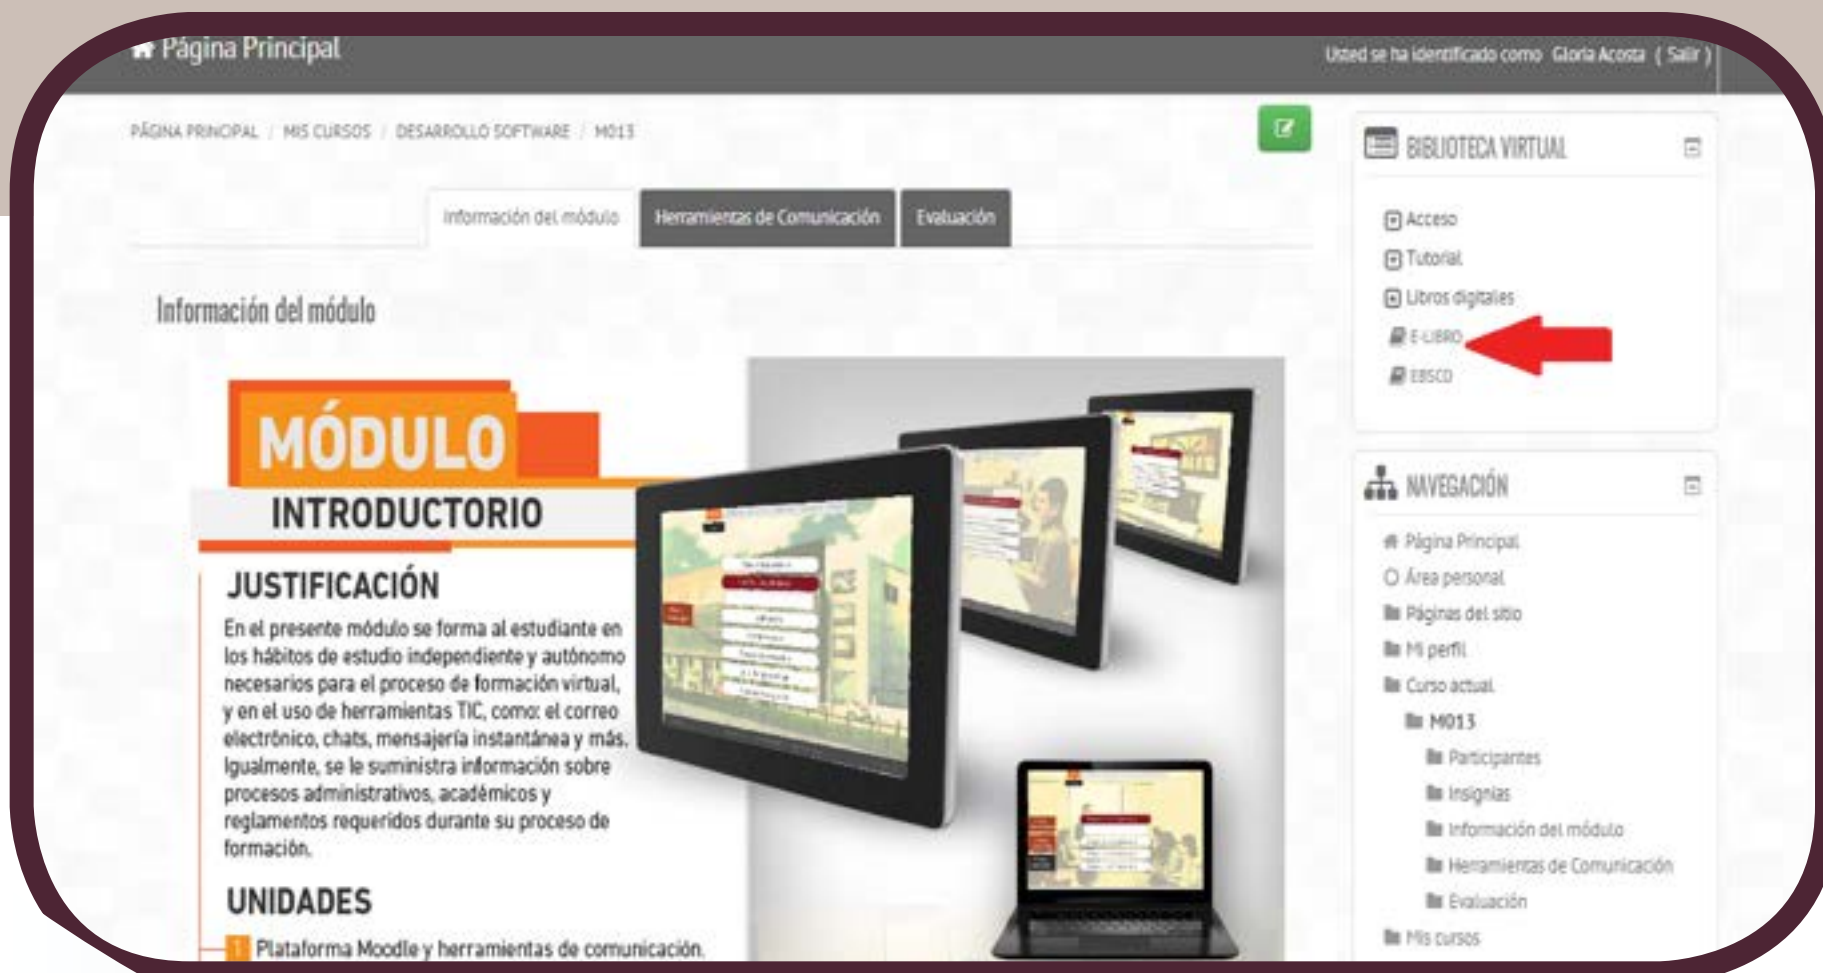 Página Principal
Usted se ha identificado como Gloria Acosta ( Salir )
PÁGINA PRINCIPAL / MIS CURSOS / DESARROLLO SOFTWARE / M013
Información del módulo
Herramientas de Comunicación
Evaluación
Información del módulo
MÓDULO
INTRODUCTORIO
JUSTIFICACIÓN
En el presente módulo se forma al estudiante en
los hábitos de estudio independiente y autónomo
necesarios para el proceso de formación virtual,
y en el uso de herramientas TIC, como: el correo
electrónico, chats, mensajería instantánea y más.
Igualmente, se le suministra información sobre
procesos administrativos, académicos y
reglamentos requeridos durante su proceso de
formación.
UNIDADES
1 Plataforma Moodle y herramientas de comunicación.
BIBLIOTECA VIRTUAL
Acceso
Tutorial
Libros digitales
E-LIBRO
EBSCO
NAVEGACIÓN
Página Principal
Área personal
Páginas del sitio
Mi perfil
Curso actual
M013
Participantes
Insignias
Información del módulo
Herramientas de Comunicación
Evaluación
Mis cursos